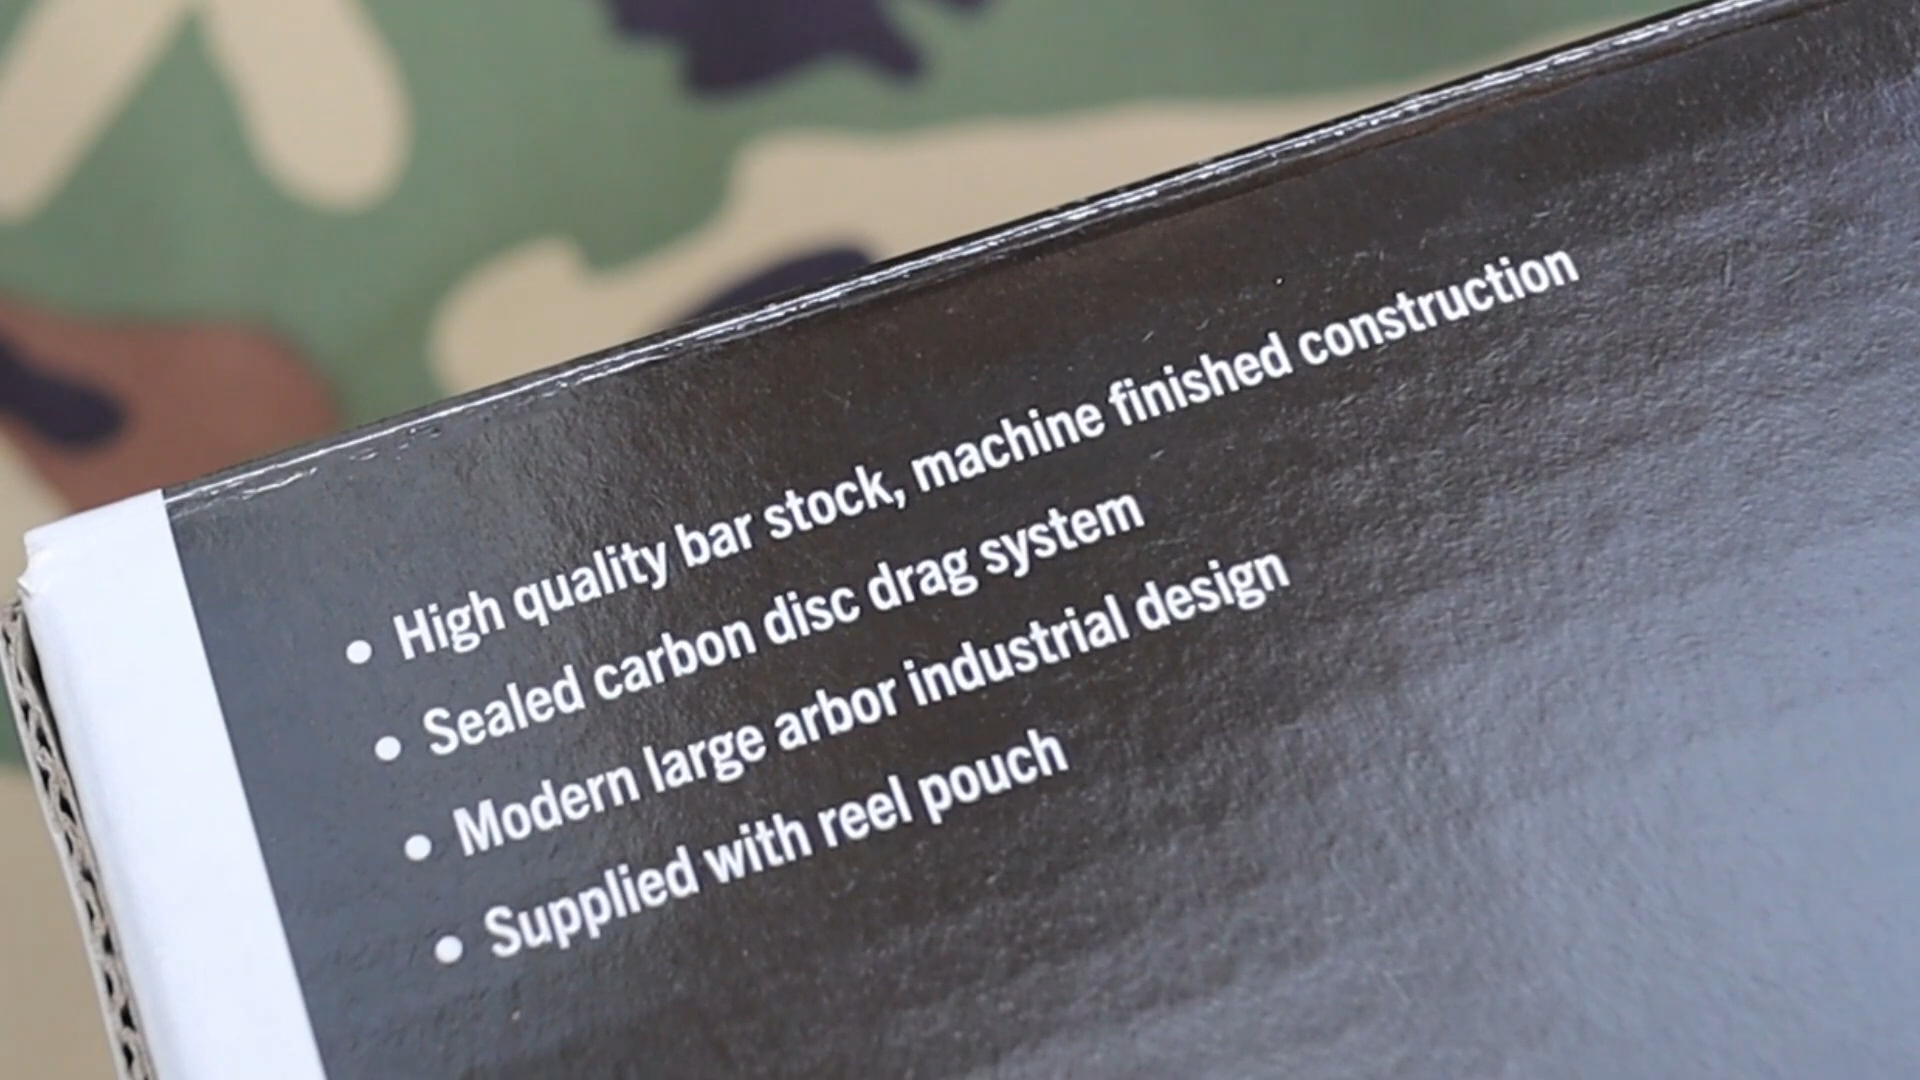 • High quality bar stock, machine finished construction
• Sealed carbon disc drag system
• Modern large arbor industrial design
• Supplied with reel pouch